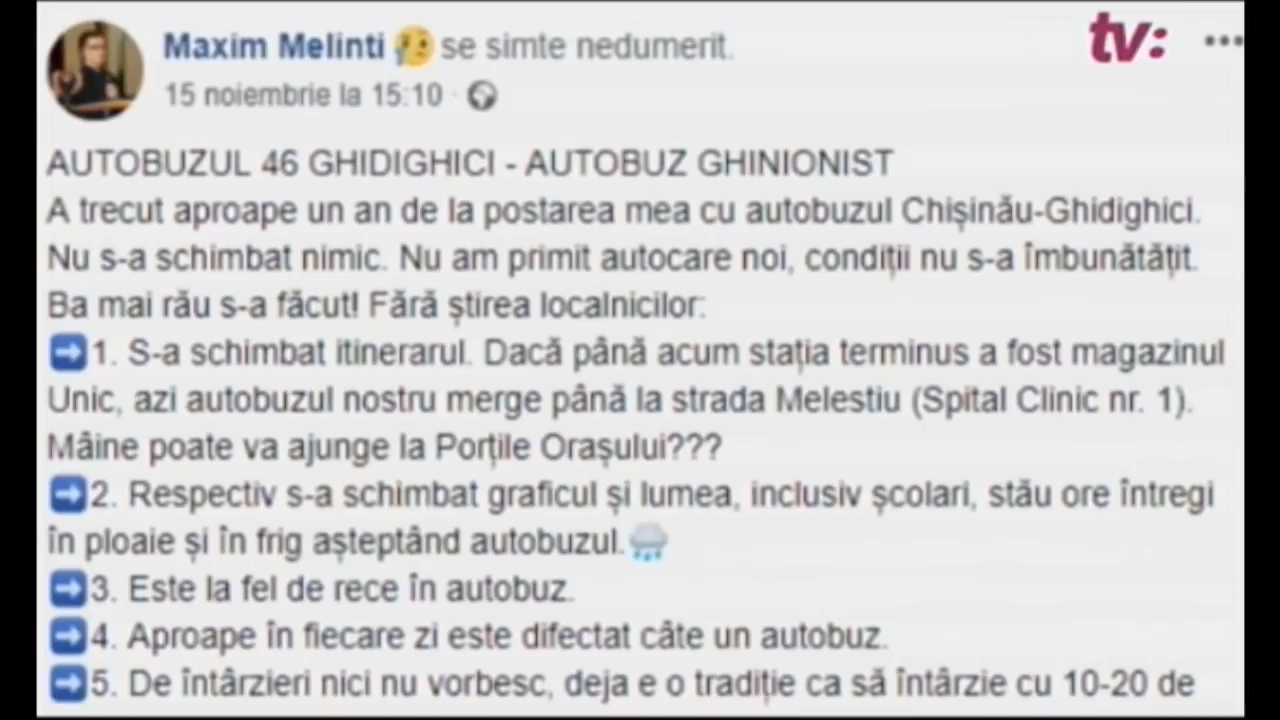 Maxim Melinti se simte nedumerit.
tv:
15 noiembrie la 15:10
AUTOBUZUL 46 GHIDIGHICI - AUTOBUZ GHINIONIST
A trecut aproape un an de la postarea mea cu autobuzul Chișinău-Ghidighici.
Nu s-a schimbat nimic. Nu am primit autocare noi, condiții nu s-a îmbunătățit.
Ba mai rău s-a făcut! Fără știrea localnicilor:
➡1. S-a schimbat itinerarul. Dacă până acum stația terminus a fost magazinul
Unic, azi autobuzul nostru merge până la strada Melestiu (Spital Clinic nr. 1).
Mâine poate va ajunge la Porțile Orașului???
➡2. Respectiv s-a schimbat graficul și lumea, inclusiv școlari, stău ore întregi
în ploaie și în frig așteptând autobuzul.
➡3. Este la fel de rece în autobuz.
➡4. Aproape în fiecare zi este difectat câte un autobuz.
➡5. De întârzieri nici nu vorbesc, deja e o tradiție ca să întârzie cu 10-20 de